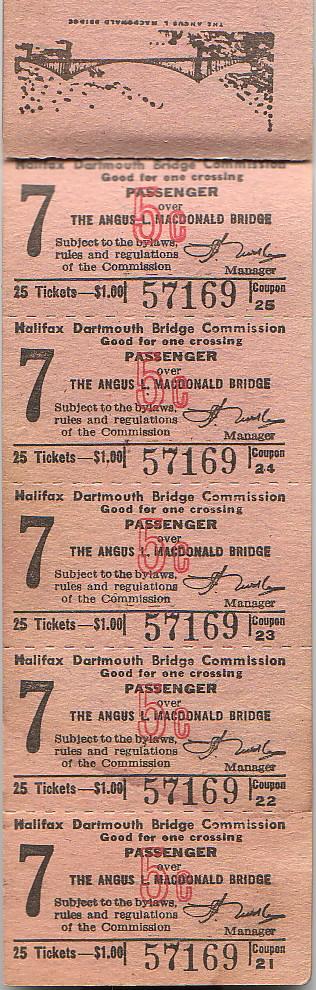 THE ANGUS L MACDONALD BRIDGE
Halifax Dartmouth Bridge Commission
Good for one crossing
7
PASSENGER
5¢
over
THE ANGUS L. MACDONALD BRIDGE
Subject to the bylaws,
rules and regulations
of the Commission
Manager
25 Tickets—$1.00 57169 Coupon 25
Halifax Dartmouth Bridge Commission
Good for one crossing
7
PASSENGER
5¢
over
THE ANGUS L. MACDONALD BRIDGE
Subject to the bylaws,
rules and regulations
of the Commission
Manager
25 Tickets—$1.00 57169 Coupon 24
Halifax Dartmouth Bridge Commission
Good for one crossing
7
PASSENGER
5¢
over
THE ANGUS L. MACDONALD BRIDGE
Subject to the bylaws,
rules and regulations
of the Commission
Manager
25 Tickets—$1.00 57169 Coupon 23
Halifax Dartmouth Bridge Commission
Good for one crossing
7
PASSENGER
5¢
over
THE ANGUS L. MACDONALD BRIDGE
Subject to the bylaws,
rules and regulations
of the Commission
Manager
25 Tickets—$1.00 57169 Coupon 22
Halifax Dartmouth Bridge Commission
Good for one crossing
7
PASSENGER
5¢
over
THE ANGUS L. MACDONALD BRIDGE
Subject to the bylaws,
rules and regulations
of the Commission
Manager
25 Tickets—$1.00 57169 Coupon 21